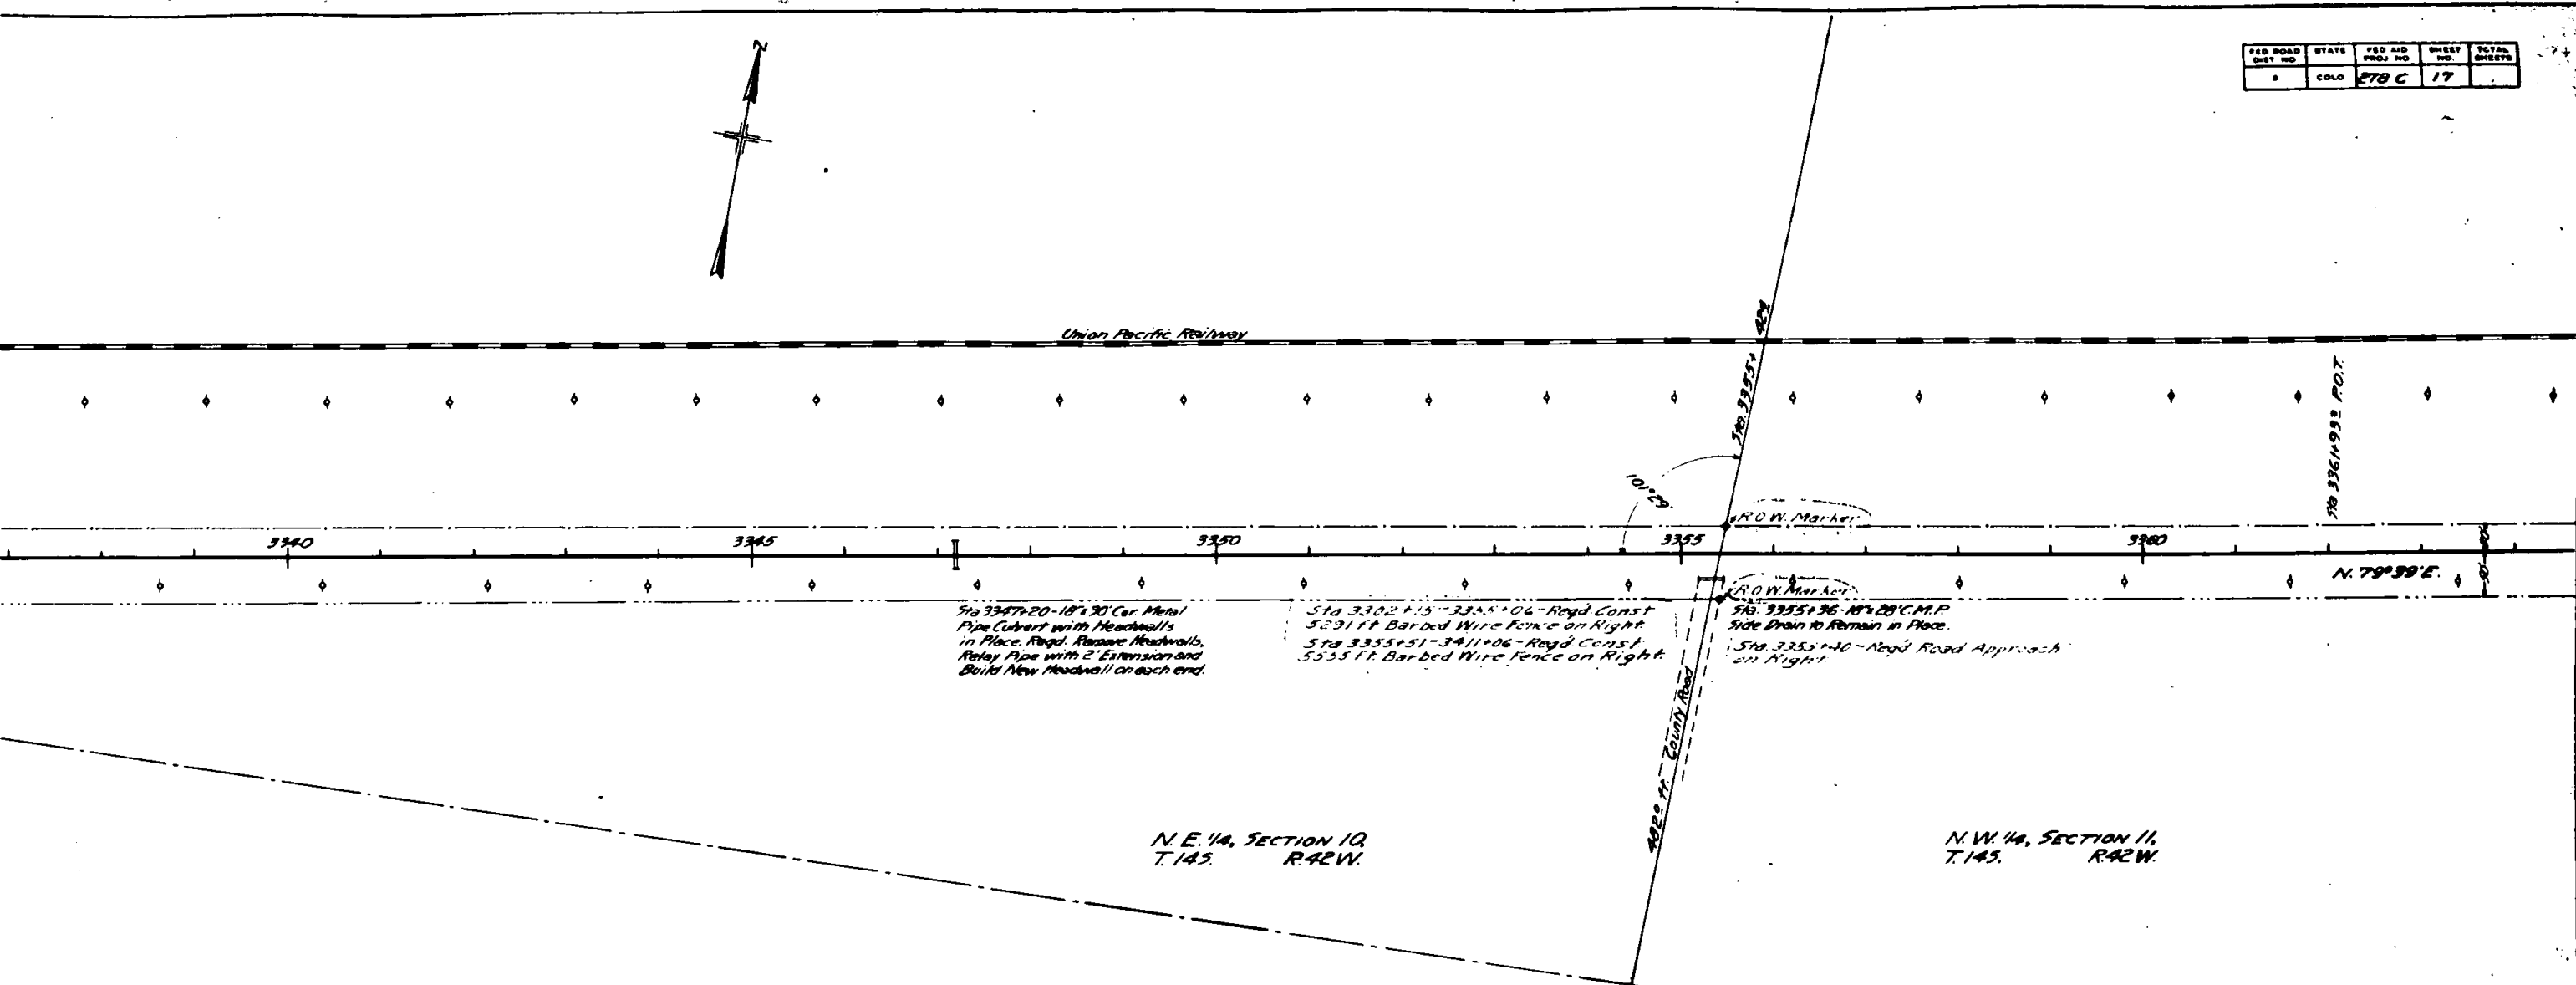 FED ROAD DIST NO STATE FED AID PROJ NO SHEET NO. TOTAL SHEETS
COLO 278 C 17
N
Union Pacific Railway
Sta. 3355+ 424
Sta 3361+93² P.O.T.
101°29'
R.O.W. Marker
3340 3345 3350 3355 3360
N. 79°39'E.
R.O.W. Marker
Sta 3347+20-18"x30' Cor. Metal
Pipe Culvert with Headwalls
in Place. Reqd. Remove Headwalls,
Relay Pipe with 2' Extension and
Build New Headwall on each end.
Sta 3302+15-3355+06-Reqd. Const
5291 ft Barbed Wire Fence on Right
Sta 3355+51-3411+06-Reqd. Const.
5555 ft. Barbed Wire Fence on Right.
Sta. 3355+36-18"x28' C.M.P.
Side Drain to Remain in Place.
Sta. 3355+40-Reqd Road Approach
on Right
County Road
482⁰ ft.
N.E. 1/4, SECTION 10,
T.14S. R.42W.
N.W. 1/4, SECTION 11,
T.14S. R.42W.